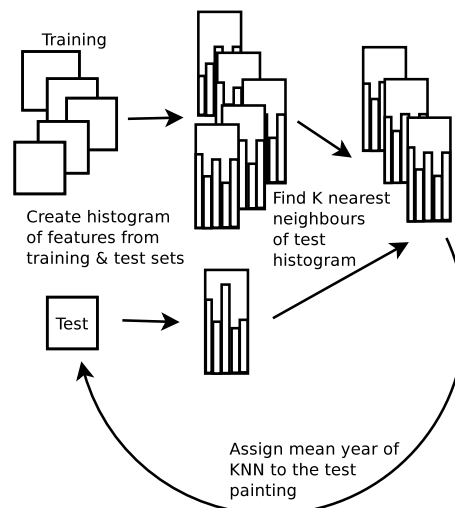 Training
Create histogram
of features from
training & test sets
Find K nearest
neighbours
of test
histogram
Test
Assign mean year of
KNN to the test
painting